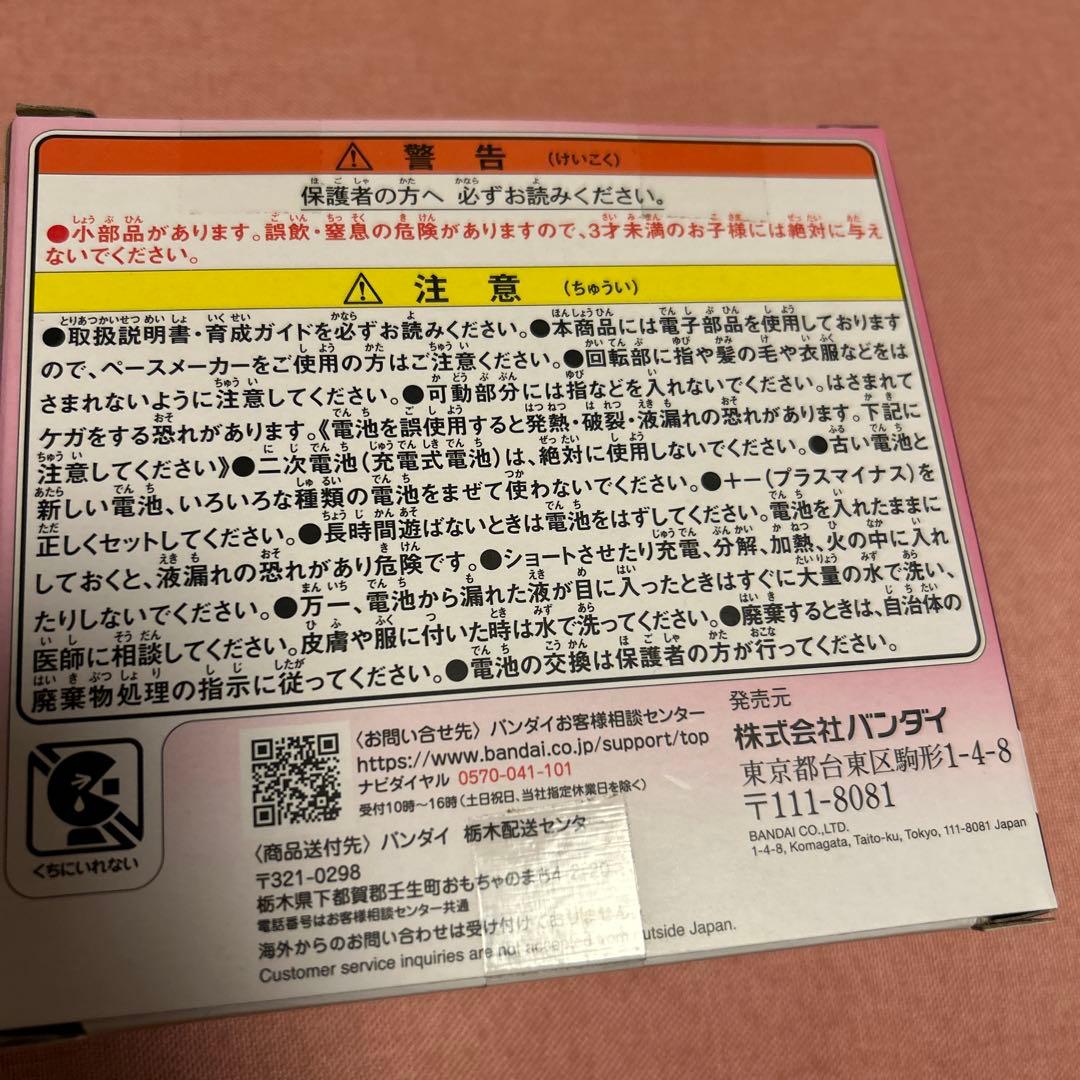 ⚠ 警告 (けいこく)
保護者の方へ 必ずお読みください。
●小部品があります。誤飲・窒息の危険がありますので、3才未満のお子様には絶対に与え
ないでください。
⚠ 注意 (ちゅうい)
●取扱説明書・育成ガイドを必ずお読みください。●本商品には電子部品を使用しております
ので、ペースメーカーをご使用の方はご注意ください。●回転部に指や髪の毛や衣服などをは
さまれないように注意してください。●可動部分には指などを入れないでください。はさまれて
ケガをする恐れがあります。《電池を誤使用すると発熱・破裂・液漏れの恐れがあります。下記に
注意してください》●二次電池(充電式電池)は、絶対に使用しないでください。●古い電池と
新しい電池、いろいろな種類の電池をまぜて使わないでください。●+−(プラスマイナス)を
正しくセットしてください。●長時間遊ばないときは電池をはずしてください。電池を入れたままに
しておくと、液漏れの恐れがあり危険です。●ショートさせたり充電、分解、加熱、火の中に入れ
たりしないでください。●万一、電池から漏れた液が目に入ったときはすぐに大量の水で洗い、
医師に相談してください。皮膚や服に付いた時は水で洗ってください。●廃棄するときは、自治体の
廃棄物処理の指示に従ってください。●電池の交換は保護者の方が行ってください。
くちにいれない
〈お問い合せ先〉バンダイお客様相談センター
https://www.bandai.co.jp/support/top
ナビダイヤル 0570-041-101
受付10時～16時(土日祝日、当社指定休業日を除く)
〈商品送付先〉バンダイ 栃木配送センター
〒321-0298
栃木県下都賀郡壬生町おもちゃのまち4-2-20
電話番号はお客様相談センター共通
海外からのお問い合わせは受け付けておりません。
Customer service inquiries are not accepted from outside Japan.
発売元
株式会社バンダイ
東京都台東区駒形1-4-8
〒111-8081
BANDAI CO.,LTD.
1-4-8, Komagata, Taito-ku, Tokyo, 111-8081 Japan